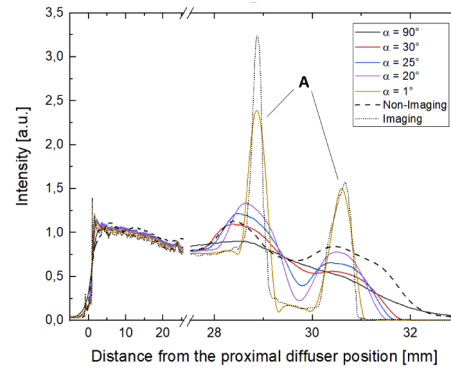 3,5
3,0
2,5
2,0
1,5
1,0
0,5
0,0
Intensity [a.u.]
A
α = 90°
α = 30°
α = 25°
α = 20°
α = 1°
Non-Imaging
Imaging
0 10 20 28 30 32
Distance from the proximal diffuser position [mm]